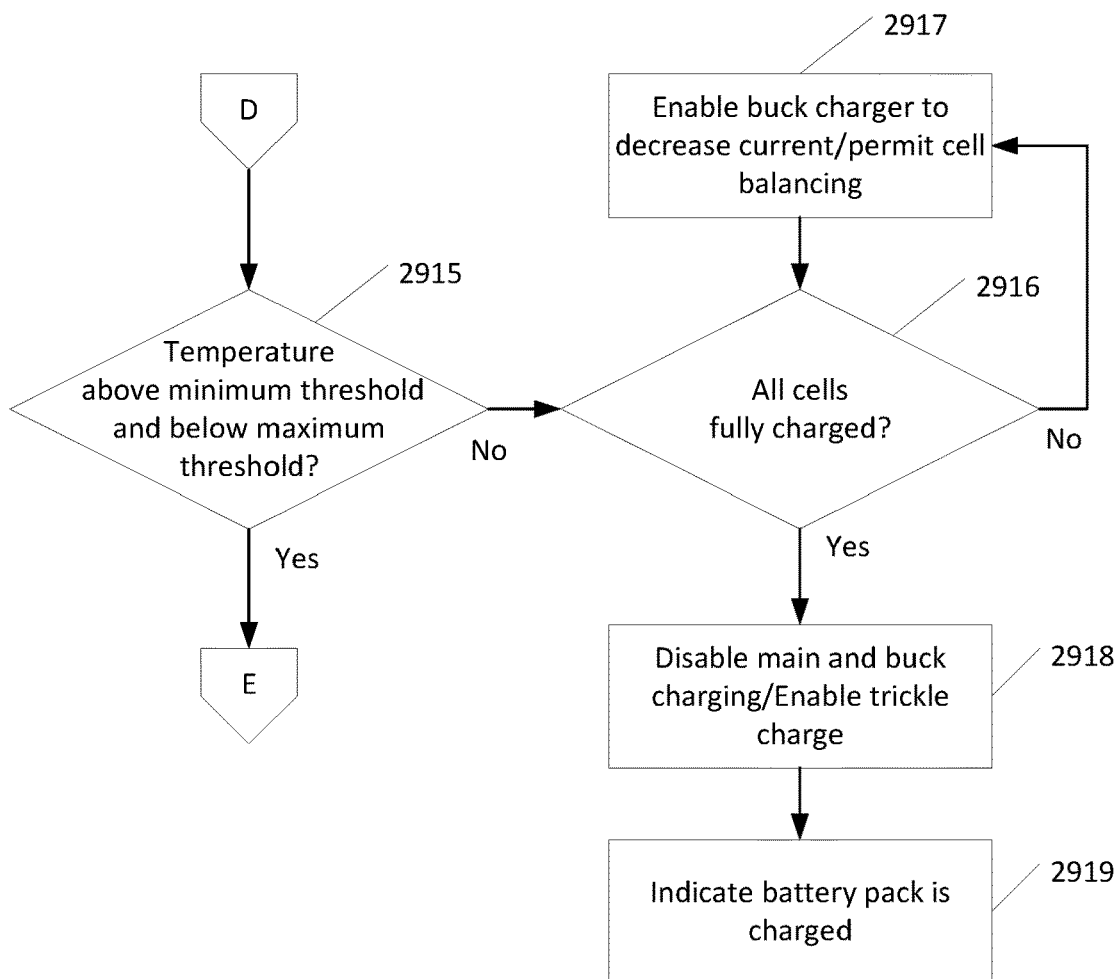 D
2915
Temperature
above minimum threshold
and below maximum
threshold?
No
Yes
E
2917
Enable buck charger to
decrease current/permit cell
balancing
2916
All cells
fully charged?
No
Yes
2918
Disable main and buck
charging/Enable trickle
charge
2919
Indicate battery pack is
charged